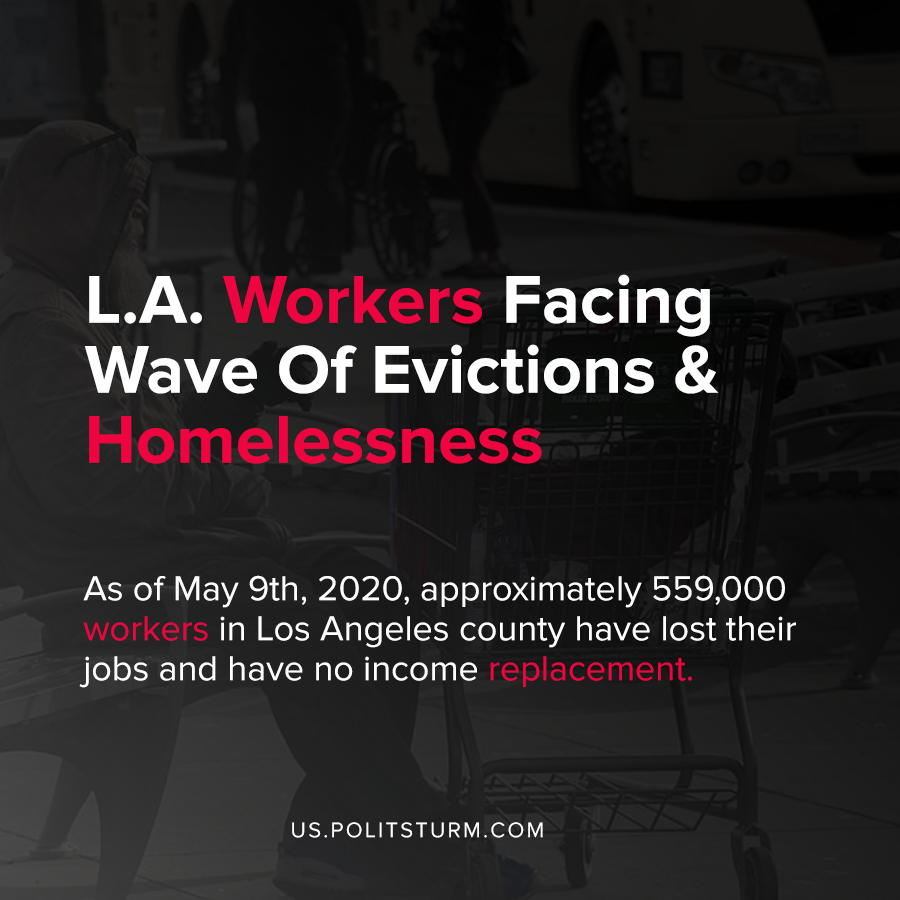 L.A. Workers Facing
Wave Of Evictions &
Homelessness
As of May 9th, 2020, approximately 559,000
workers in Los Angeles county have lost their
jobs and have no income replacement.
US.POLITSTURM.COM